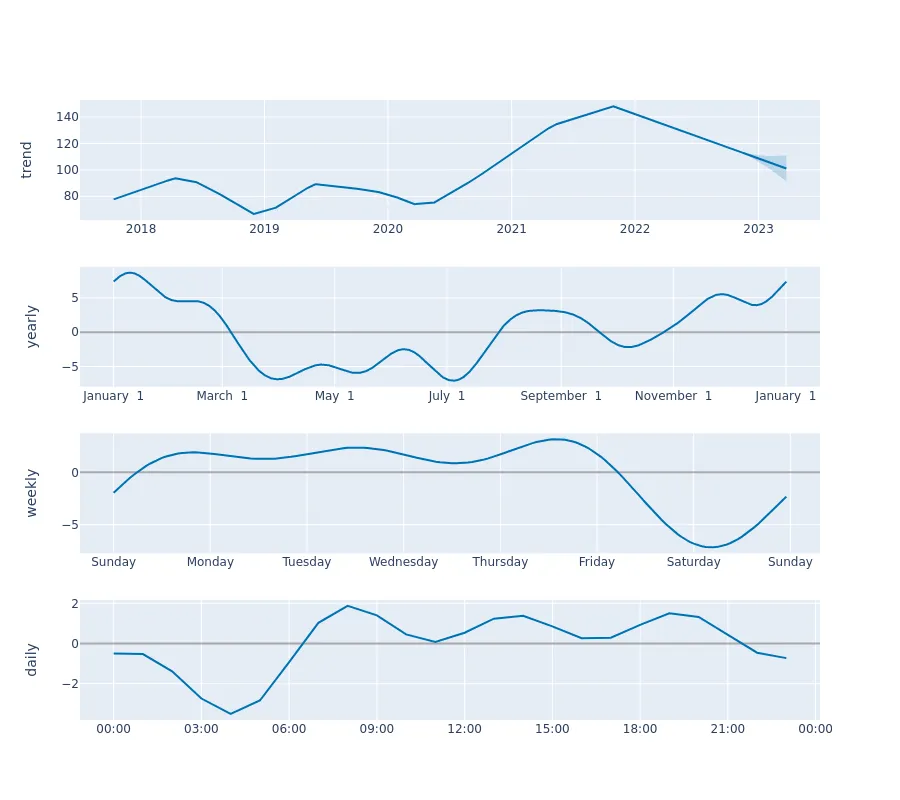 trend
140
120
100
80
2018 2019 2020 2021 2022 2023
yearly
5
0
−5
January 1 March 1 May 1 July 1 September 1 November 1 January 1
weekly
0
−5
Sunday Monday Tuesday Wednesday Thursday Friday Saturday Sunday
daily
2
0
−2
00:00 03:00 06:00 09:00 12:00 15:00 18:00 21:00 00:00